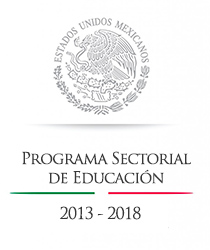 ESTADOS UNIDOS MEXICANOS
PROGRAMA SECTORIAL
DE EDUCACIÓN
2013 - 2018